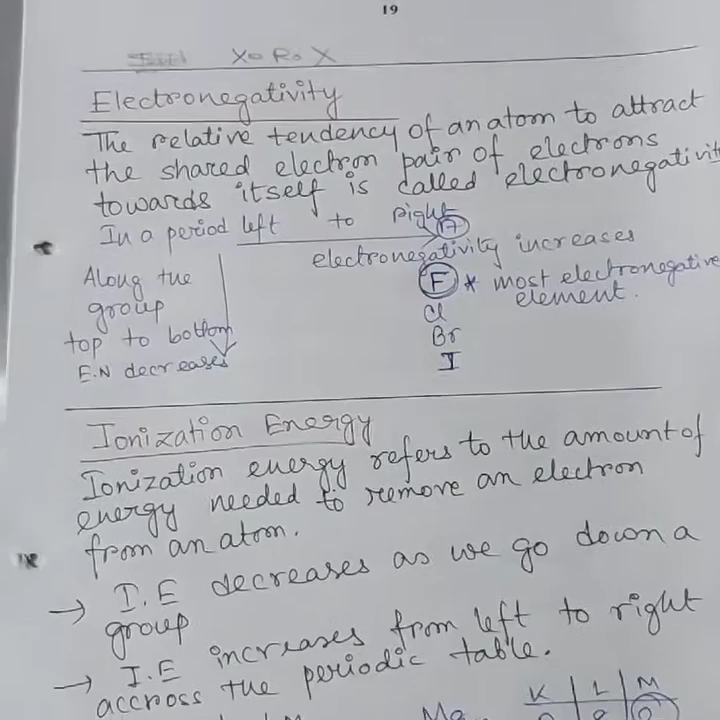 19
X◦ R◦ X
Electronegativity
The relative tendency of an atom to attract
the shared electron pair of electrons
towards itself is called electronegativit
In a period left to right
17
electronegativity increases
Along the
group
top to bottom
E.N decreases
F * most electronegative
element.
Cl
Br
I
Ionization Energy
Ionization energy refers to the amount of
energy needed to remove an electron
from an atom.
→ I.E decreases as we go down a
group
→ I.E increases from left to right
accross the periodic table.
K L M
Mg